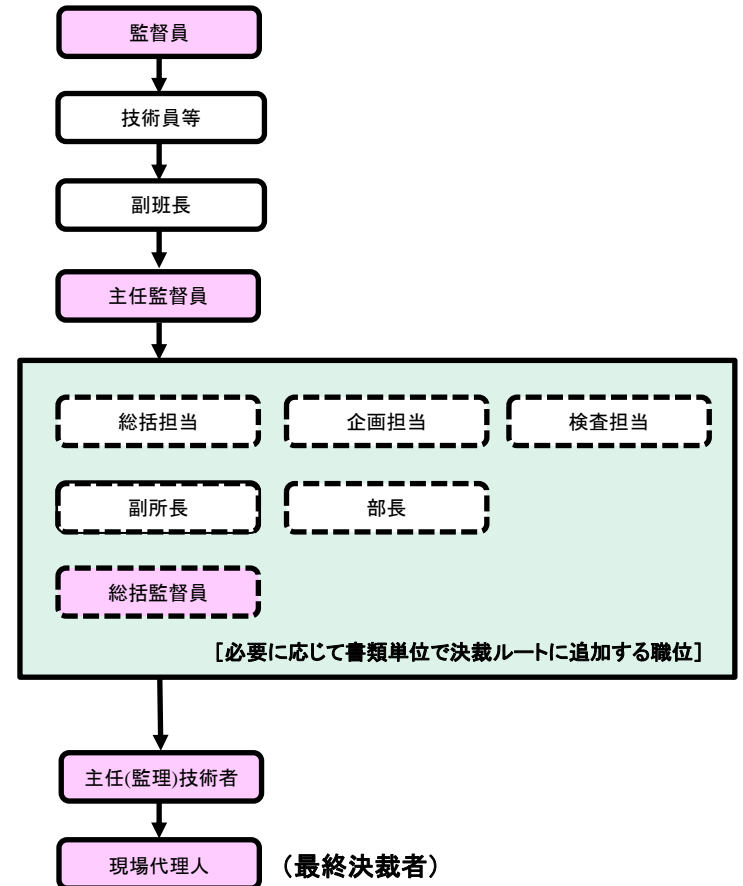 監督員
技術員等
副班長
主任監督員
総括担当 企画担当 検査担当
副所長 部長
総括監督員
［必要に応じて書類単位で決裁ルートに追加する職位］
主任(監理)技術者
現場代理人 （最終決裁者）